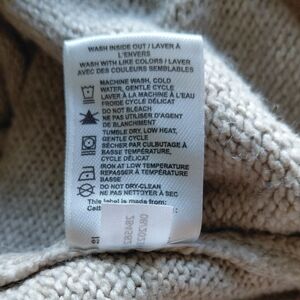 WASH INSIDE OUT / LAVER À
L'ENVERS
WASH WITH LIKE COLORS / LAVER
AVEC DES COULEURS SEMBLABLES
MACHINE WASH, COLD
WATER, GENTLE CYCLE
LAVER À LA MACHINE À L'EAU
FROIDE CYCLE DÉLICAT
DO NOT BLEACH
NE PAS UTILISER D'AGENT
DE BLANCHIMENT
TUMBLE DRY, LOW HEAT,
GENTLE CYCLE
SÉCHER PAR CULBUTAGE À
BASSE TEMPÉRATURE,
CYCLE DÉLICAT
IRON AT LOW TEMPERATURE
REPASSER À TEMPÉRATURE
BASSE
DO NOT DRY-CLEAN
NE PAS NETTOYER À SEC
This label is made from:
Cette